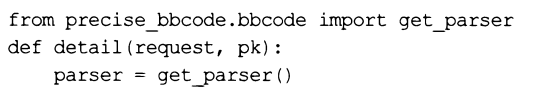 from precise_bbcode.bbcode import get_parser
def detail(request, pk):
    parser = get_parser()